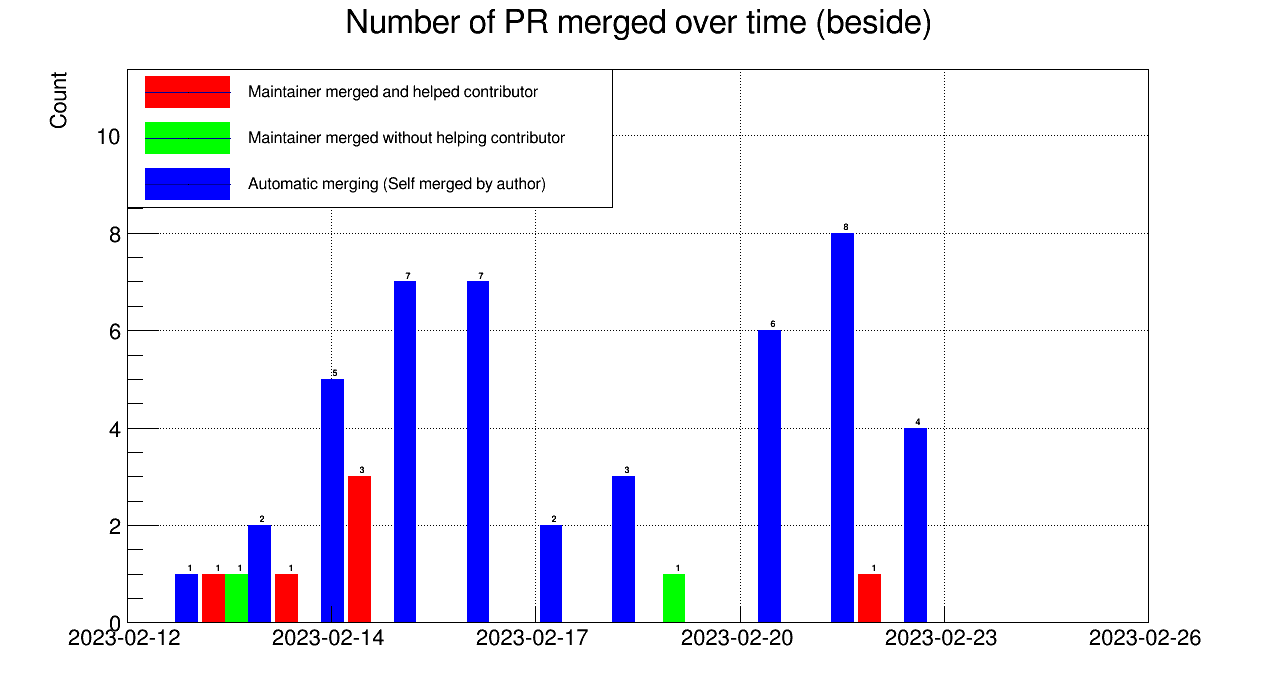 Number of PR merged over time (beside)
Count
Maintainer merged and helped contributor
Maintainer merged without helping contributor
Automatic merging (Self merged by author)
10
8
6
4
2
0
1 1 1 2 1 5 3 7 7 2 3 1 6 8 1 4
2023-02-12 2023-02-14 2023-02-17 2023-02-20 2023-02-23 2023-02-26